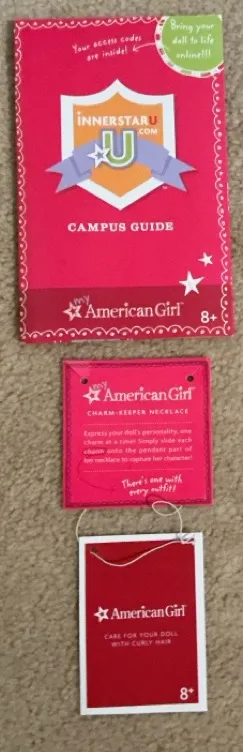 Your access codes
are inside!
Bring your
doll to life
online!!!
iNNERSTARU
.COM
U
CAMPUS GUIDE
my
American Girl
8+
my
American Girl
CHARM-KEEPER NECKLACE
Express your doll's personality, one
charm at a time! Simply slide each
charm onto the pendant part of
her necklace to capture her character!
There's one with
every outfit!
American Girl
CARE FOR YOUR DOLL
WITH CURLY HAIR
8+